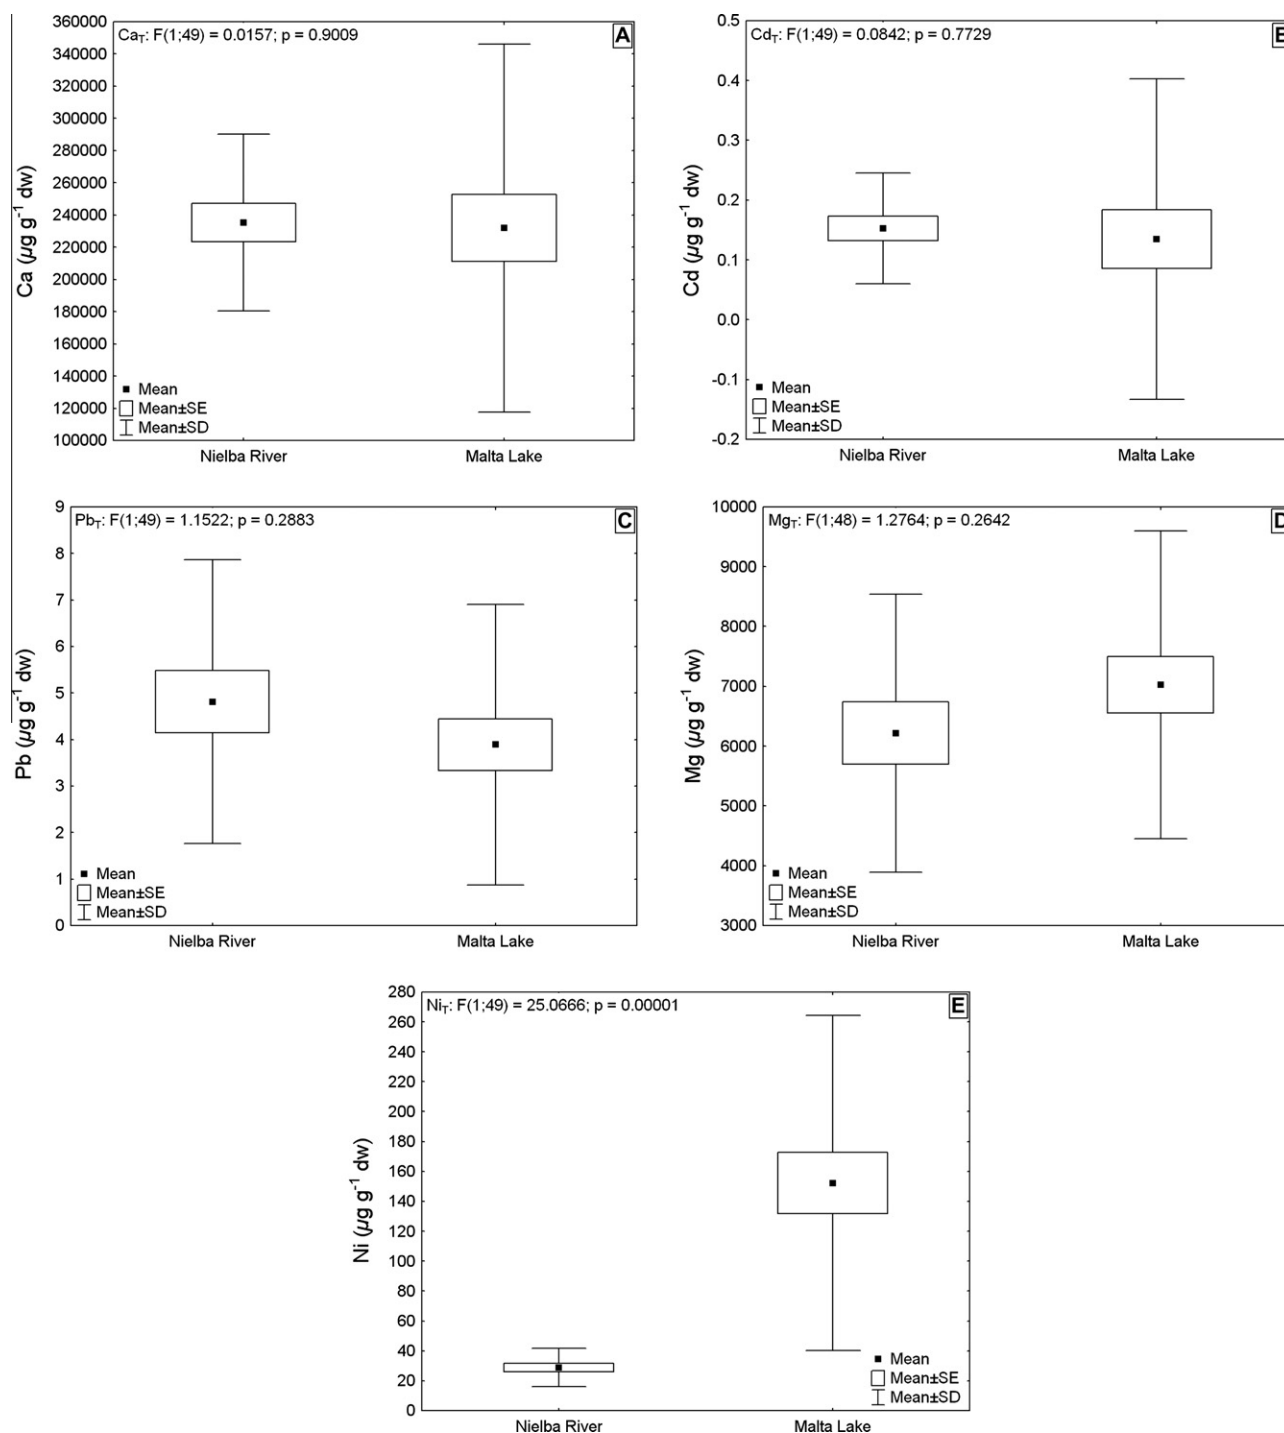 360000
340000
320000
300000
280000
260000
240000
220000
200000
180000
160000
140000
120000
100000
Ca (µg g⁻¹ dw)
Ca_T: F(1;49) = 0.0157; p = 0.9009
A
Mean
Mean±SE
Mean±SD
Nielba River Malta Lake
0.5
0.4
0.3
0.2
0.1
0.0
-0.1
-0.2
Cd (µg g⁻¹ dw)
Cd_T: F(1;49) = 0.0842; p = 0.7729
Mean
Mean±SE
Mean±SD
Nielba River Malta Lake
9
8
7
6
5
4
3
2
1
0
Pb (µg g⁻¹ dw)
Pb_T: F(1;49) = 1.1522; p = 0.2883
C
Mean
Mean±SE
Mean±SD
Nielba River Malta Lake
10000
9000
8000
7000
6000
5000
4000
3000
Mg (µg g⁻¹ dw)
Mg_T: F(1;48) = 1.2764; p = 0.2642
D
Mean
Mean±SE
Mean±SD
Nielba River Malta Lake
280
260
240
220
200
180
160
140
120
100
80
60
40
20
0
Ni (µg g⁻¹ dw)
Ni_T: F(1;49) = 25.0666; p = 0.00001
E
Mean
Mean±SE
Mean±SD
Nielba River Malta Lake